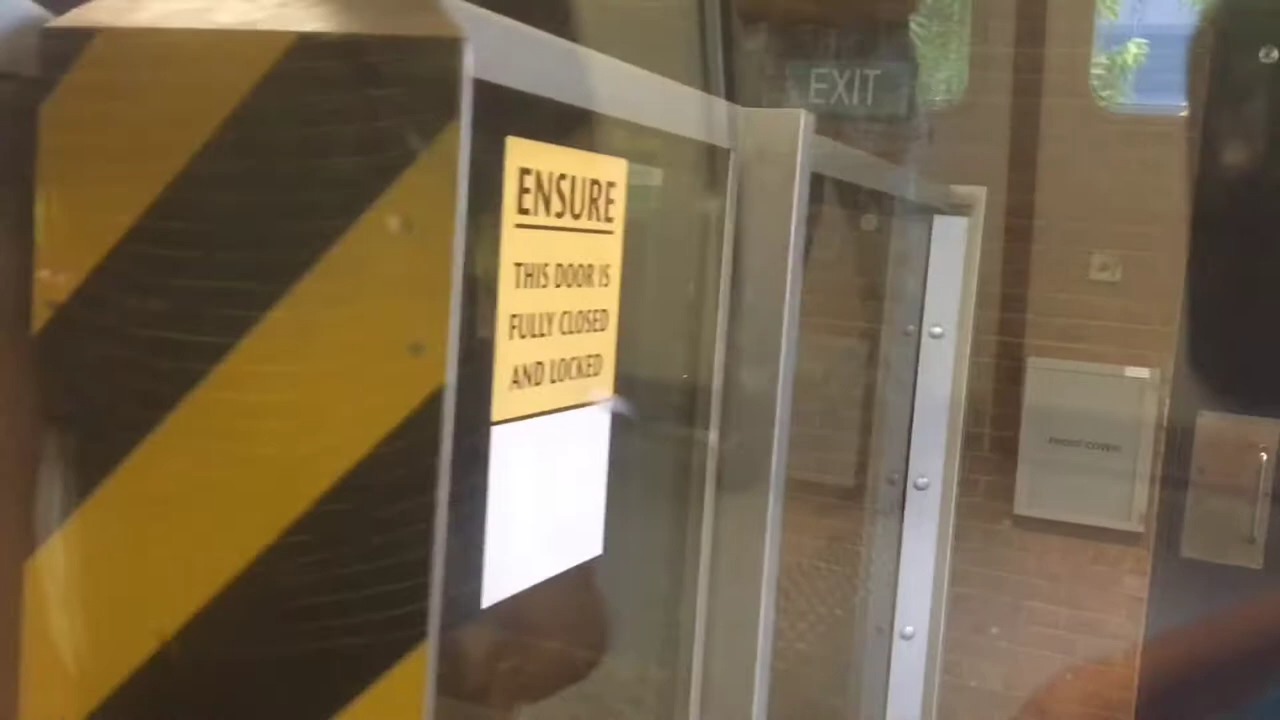 EXIT
ENSURE
THIS DOOR IS
FULLY CLOSED
AND LOCKED